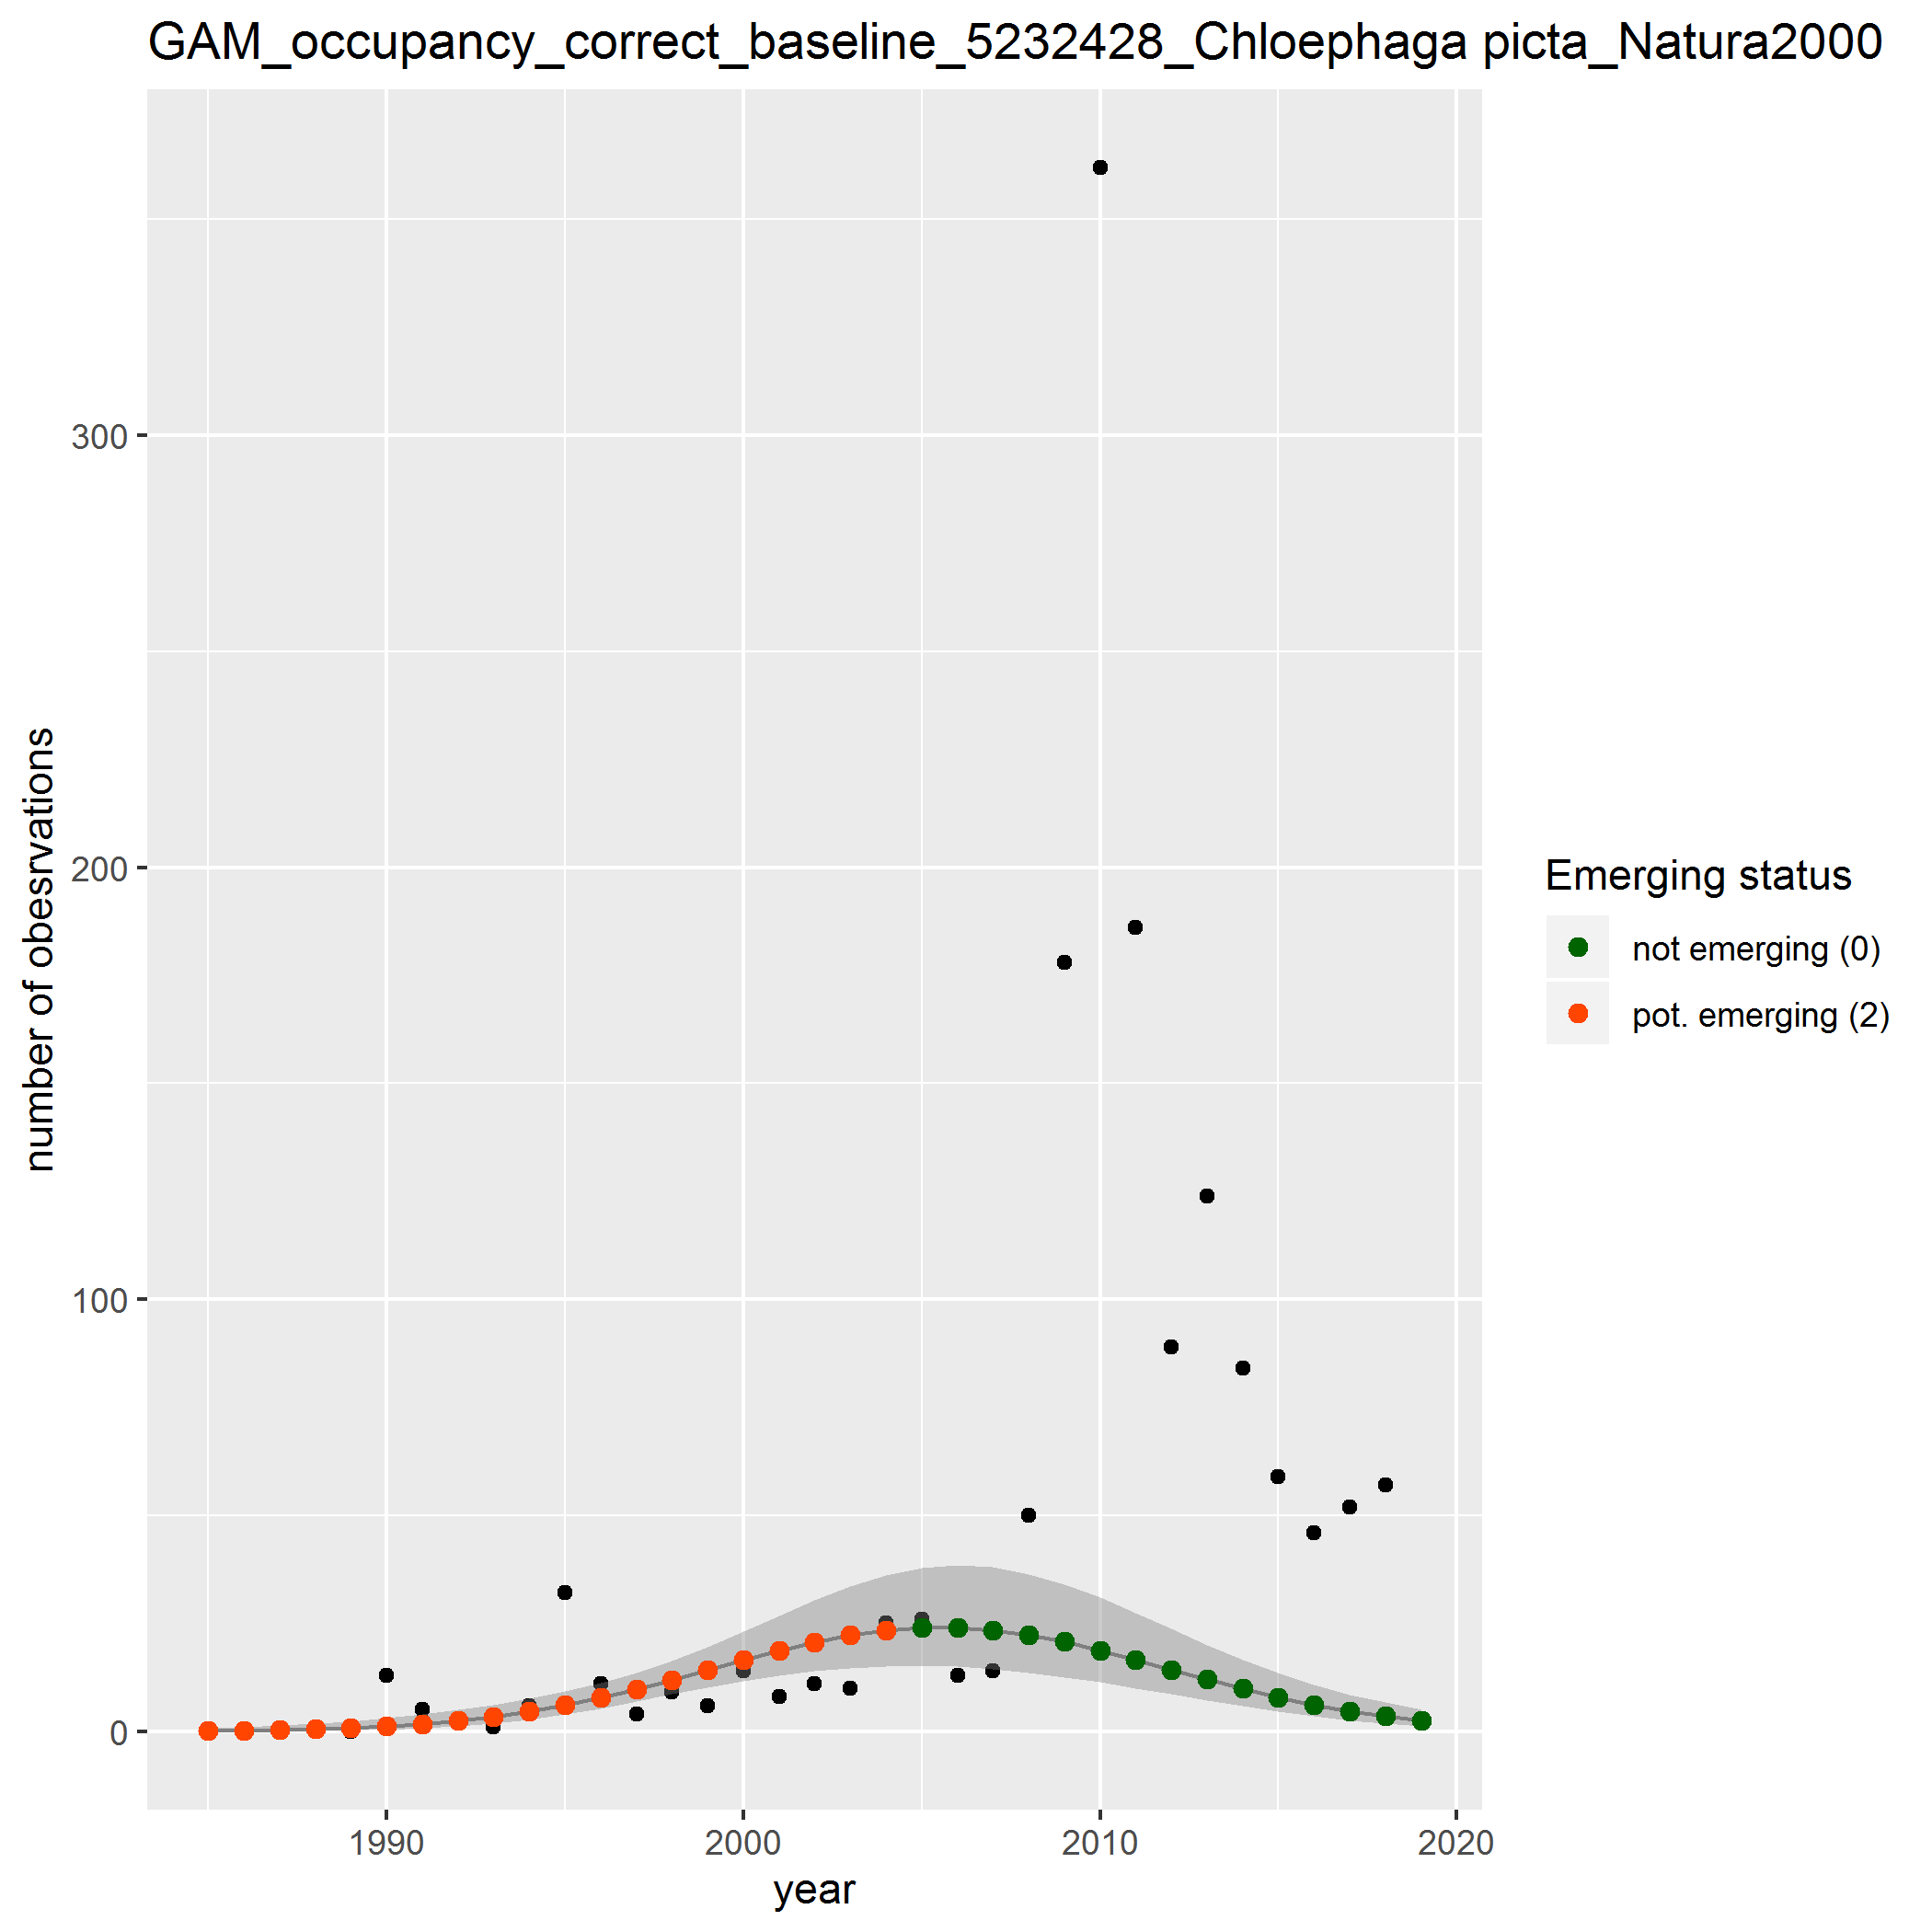 GAM_occupancy_correct_baseline_5232428_Chloephaga picta_Natura2000
number of obesrvations
300
200
100
0
1990 2000 2010 2020
year
Emerging status
not emerging (0)
pot. emerging (2)